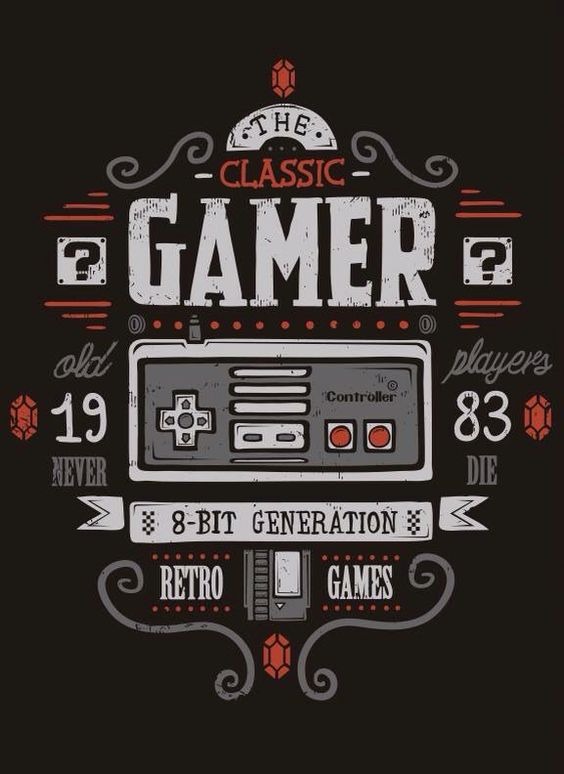 THE
CLASSIC
GAMER
? ?
old players
Controller ©
19 83
NEVER DIE
8-BIT GENERATION
RETRO GAMES